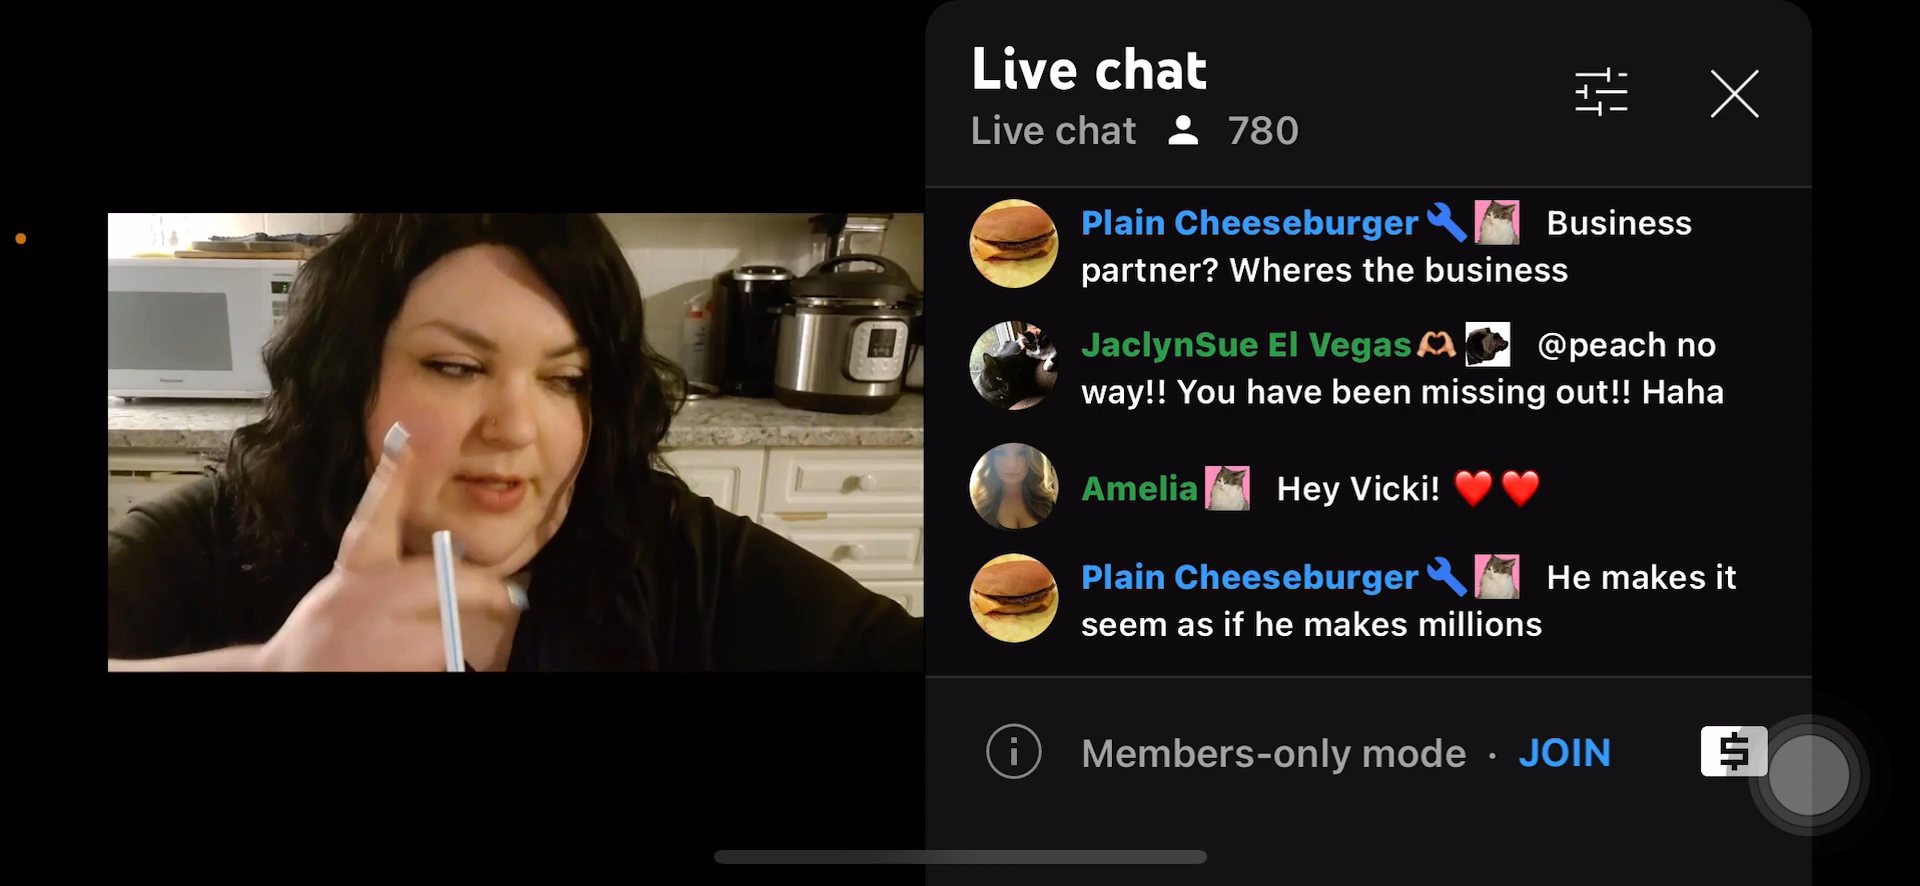 Live chat
Live chat 780
Plain Cheeseburger Business
partner? Wheres the business
JaclynSue El Vegas @peach no
way!! You have been missing out!! Haha
Amelia Hey Vicki! ❤️❤️
Plain Cheeseburger He makes it
seem as if he makes millions
Members-only mode · JOIN